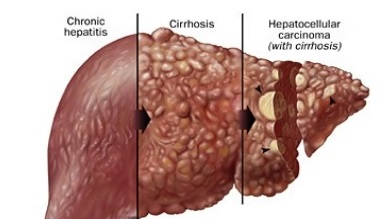 Chronic
hepatitis
Cirrhosis
Hepatocellular
carcinoma
(with cirrhosis)